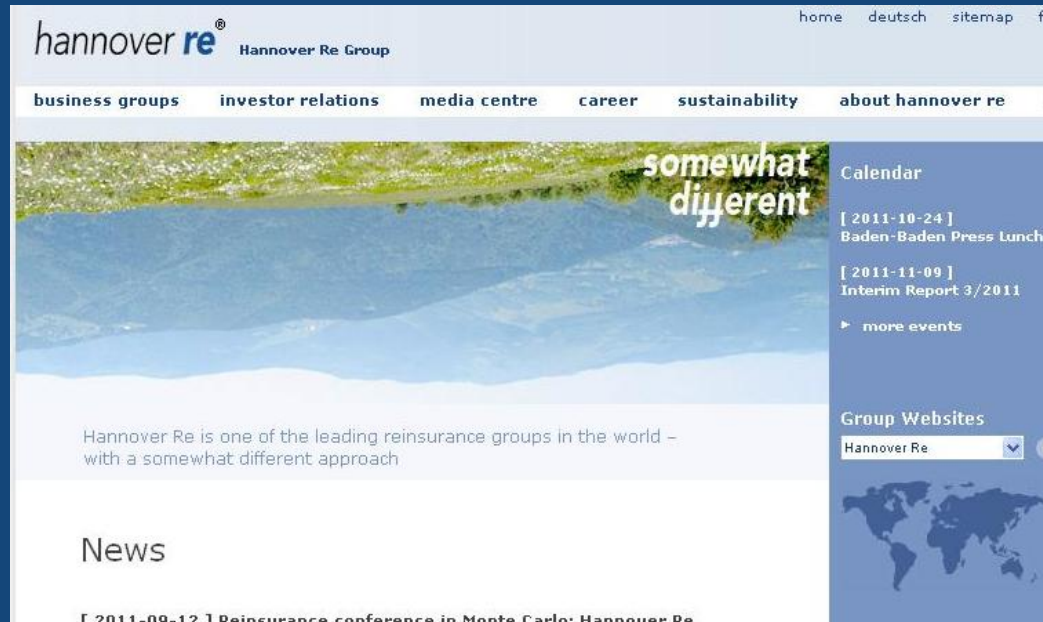 hannover re® Hannover Re Group
home deutsch sitemap
business groups investor relations media centre career sustainability about hannover re
somewhat
different
Calendar
[ 2011-10-24 ]
Baden-Baden Press Lunch
[ 2011-11-09 ]
Interim Report 3/2011
more events
Hannover Re is one of the leading reinsurance groups in the world –
with a somewhat different approach
Group Websites
Hannover Re
News
[ 2011-09-12 ] Reinsurance conference in Monte Carlo: Hannover Re